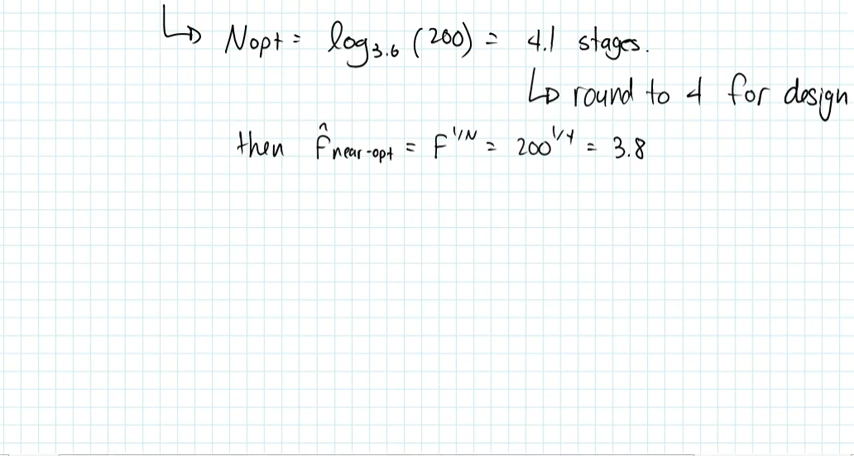 ↳ Nopt = log₃.₆ (200) = 4.1 stages.
↳ round to 4 for design
then f̂near-opt = F^1/N = 200^1/4 = 3.8